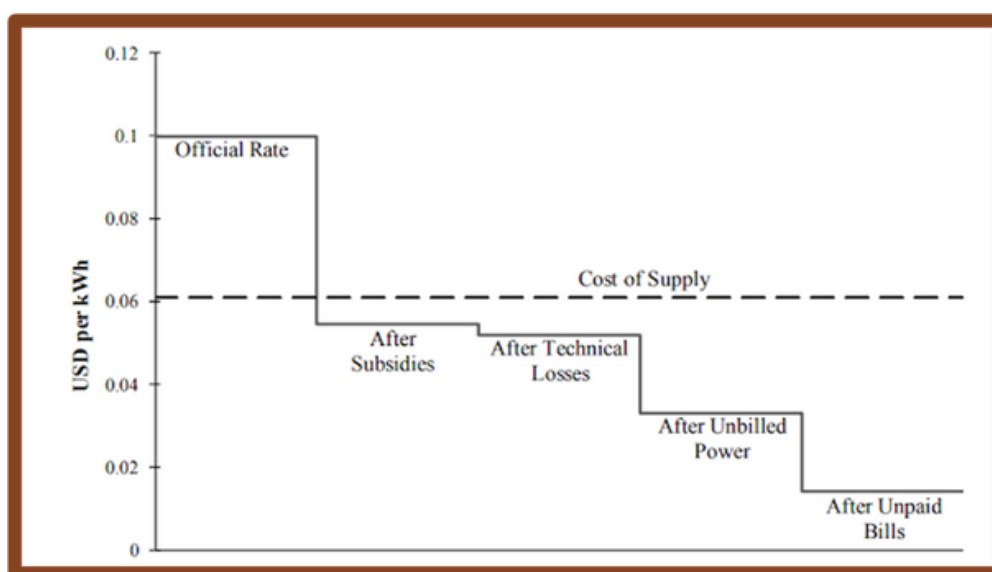 0.12
0.1
Official Rate
0.08
Cost of Supply
0.06
USD per kWh
After
Subsidies
After Technical
Losses
0.04
After Unbilled
Power
0.02
After Unpaid
Bills
0